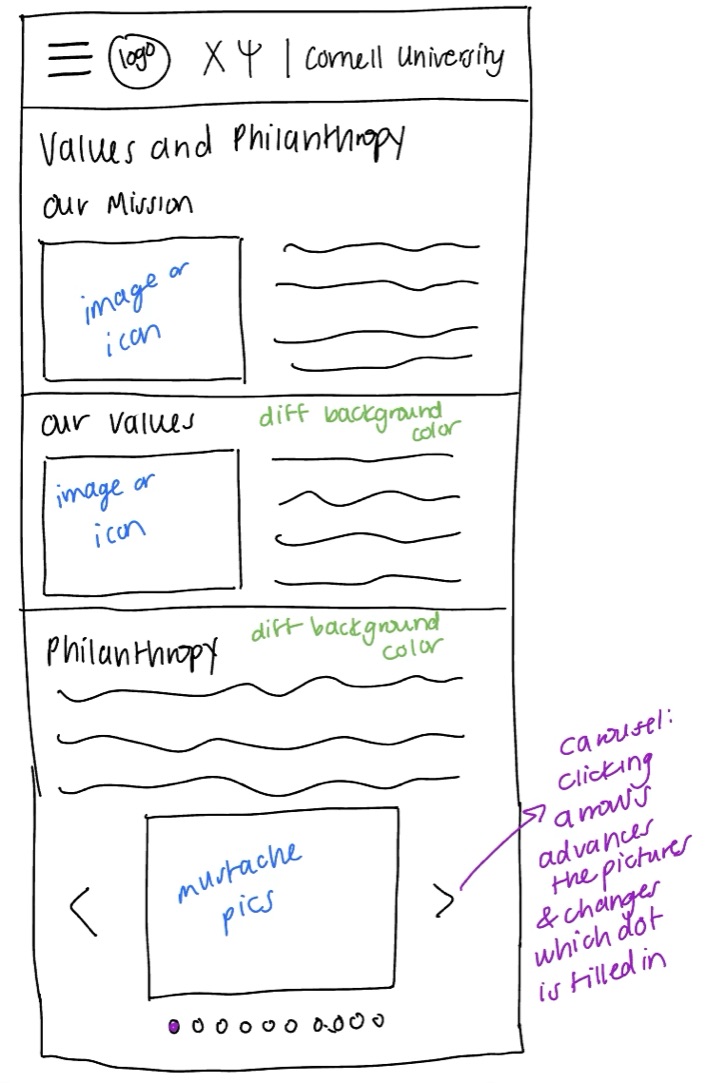 logo
Χ Ψ | Cornell University
Values and Philanthropy
Our Mission
image or
icon
Our Values
diff background
color
image or
icon
Philanthropy
diff background
color
mustache
pics
carousel:
clicking
arrows
advances
the pictures
& changes
which dot
is filled in